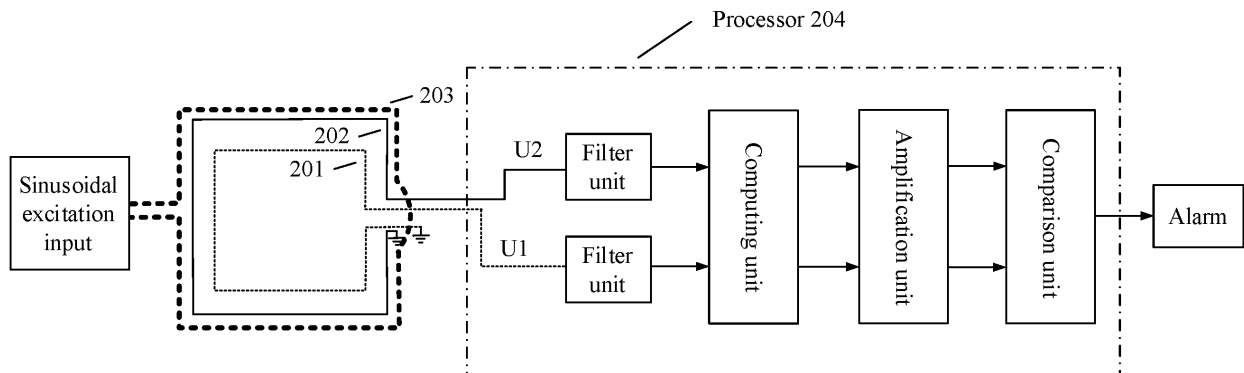 Processor 204
203
202
201
Sinusoidal
excitation
input
U2
Filter
unit
U1
Filter
unit
Computing unit
Amplification unit
Comparison unit
Alarm